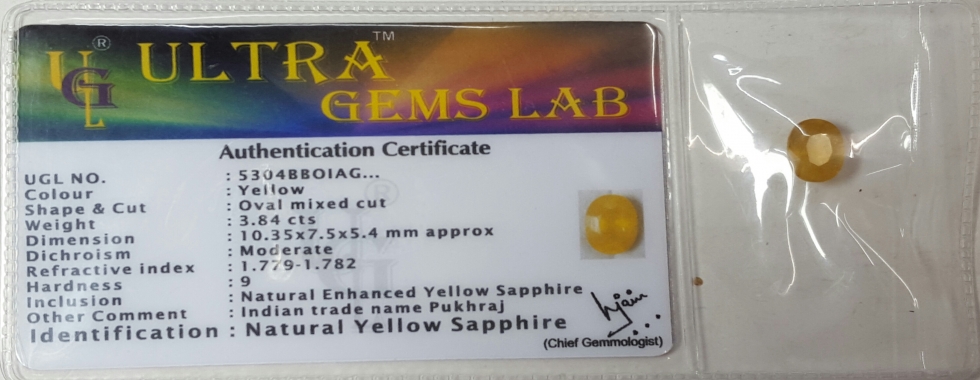 UGL ® ULTRA™
GEMS LAB
Authentication Certificate
UGL NO. : 5304BBOIAG...
Colour : Yellow
Shape & Cut : Oval mixed cut
Weight : 3.84 cts
Dimension : 10.35x7.5x5.4 mm approx
Dichroism : Moderate
Refractive index : 1.779-1.782
Hardness : 9
Inclusion : Natural Enhanced Yellow Sapphire
Other Comment : Indian trade name Pukhraj
Identification : Natural Yellow Sapphire
(Chief Gemmologist)